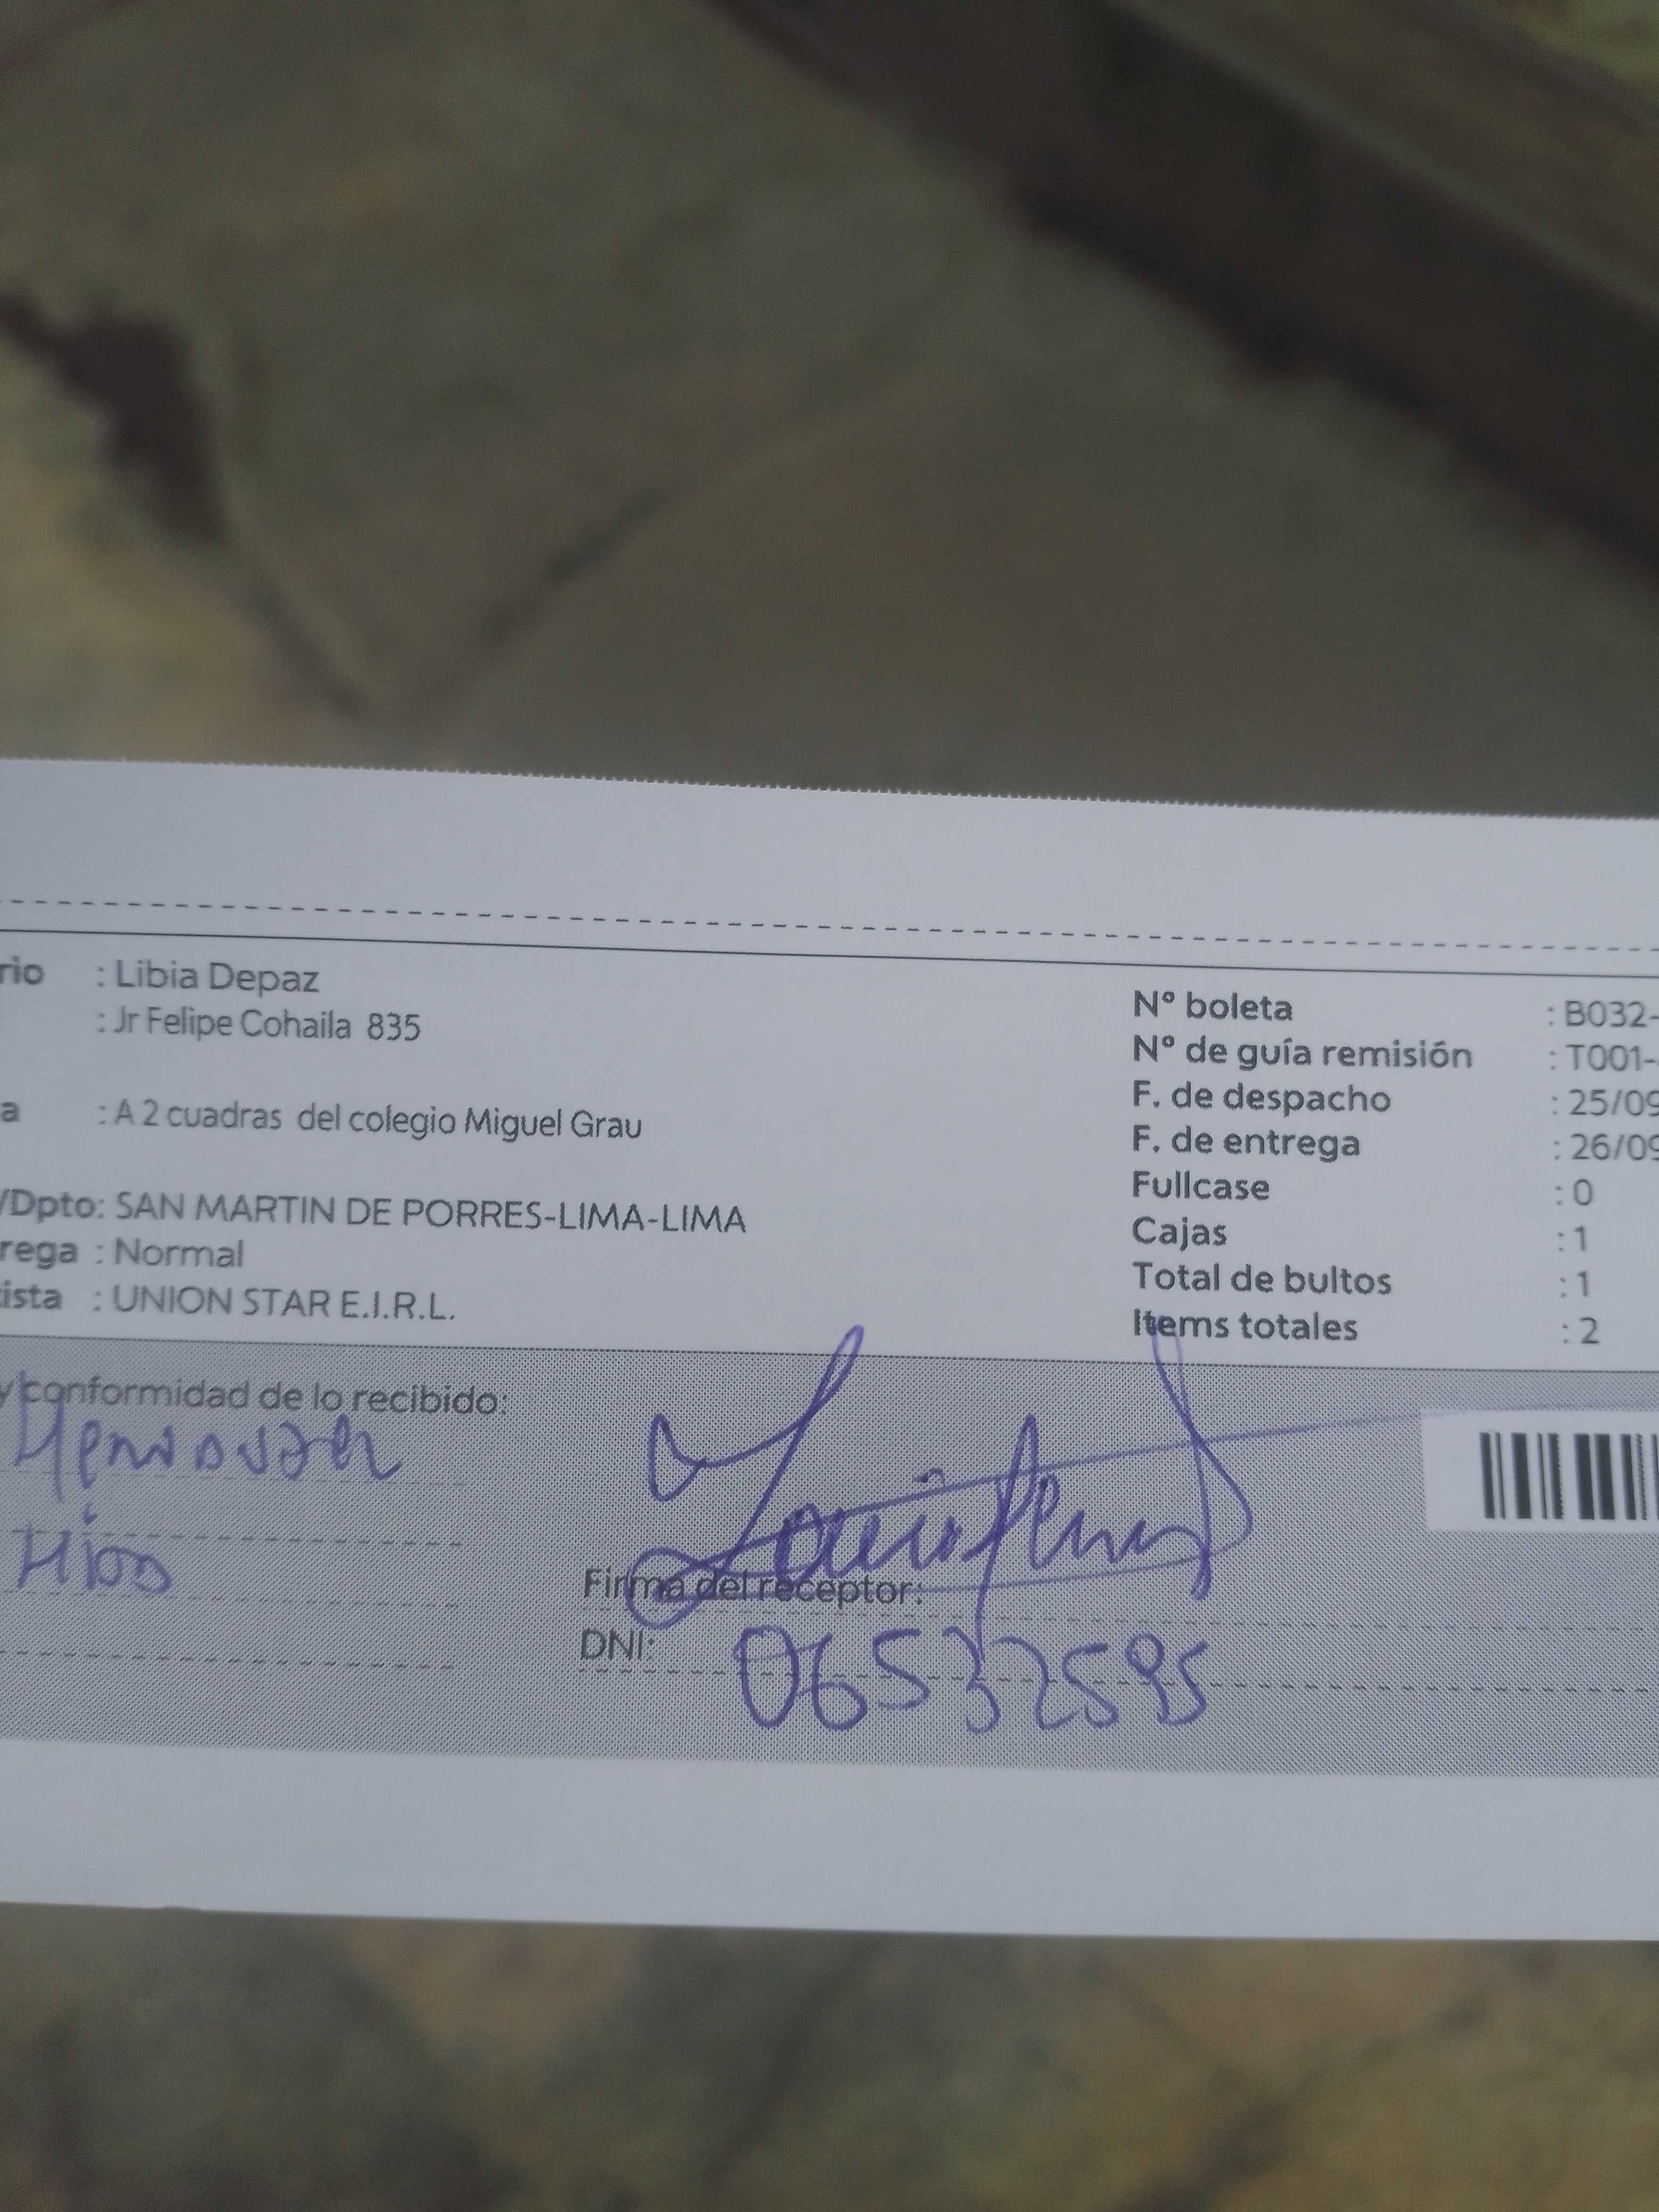 rio : Libia Depaz
: Jr Felipe Cohaila 835
a : A 2 cuadras del colegio Miguel Grau
/Dpto: SAN MARTIN DE PORRES-LIMA-LIMA
rega : Normal
ista : UNION STAR E.I.R.L.
Nº boleta : B032-
Nº de guía remisión : T001-
F. de despacho : 25/09
F. de entrega : 26/09
Fullcase : 0
Cajas : 1
Total de bultos : 1
Items totales : 2
y conformidad de lo recibido:
Hijo
Firma del receptor:
DNI: 06532595